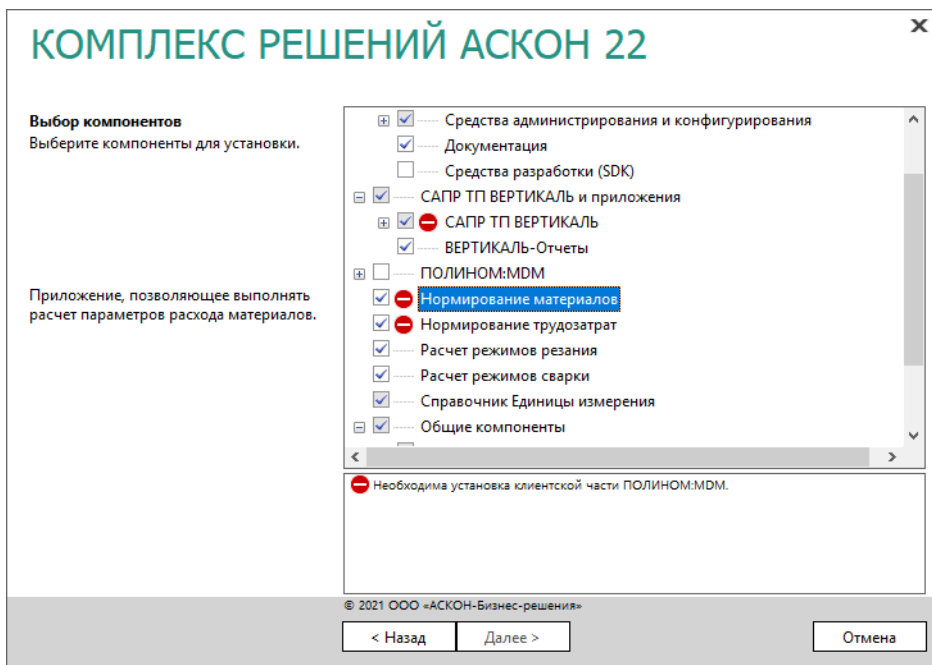 КОМПЛЕКС РЕШЕНИЙ АСКОН 22
Выбор компонентов
Выберите компоненты для установки.
Приложение, позволяющее выполнять
расчет параметров расхода материалов.
Средства администрирования и конфигурирования
Документация
Средства разработки (SDK)
САПР ТП ВЕРТИКАЛЬ и приложения
САПР ТП ВЕРТИКАЛЬ
ВЕРТИКАЛЬ-Отчеты
ПОЛИНОМ:MDM
Нормирование материалов
Нормирование трудозатрат
Расчет режимов резания
Расчет режимов сварки
Справочник Единицы измерения
Общие компоненты
Необходима установка клиентской части ПОЛИНОМ:MDM.
© 2021 ООО «АСКОН-Бизнес-решения»
< Назад
Далее >
Отмена